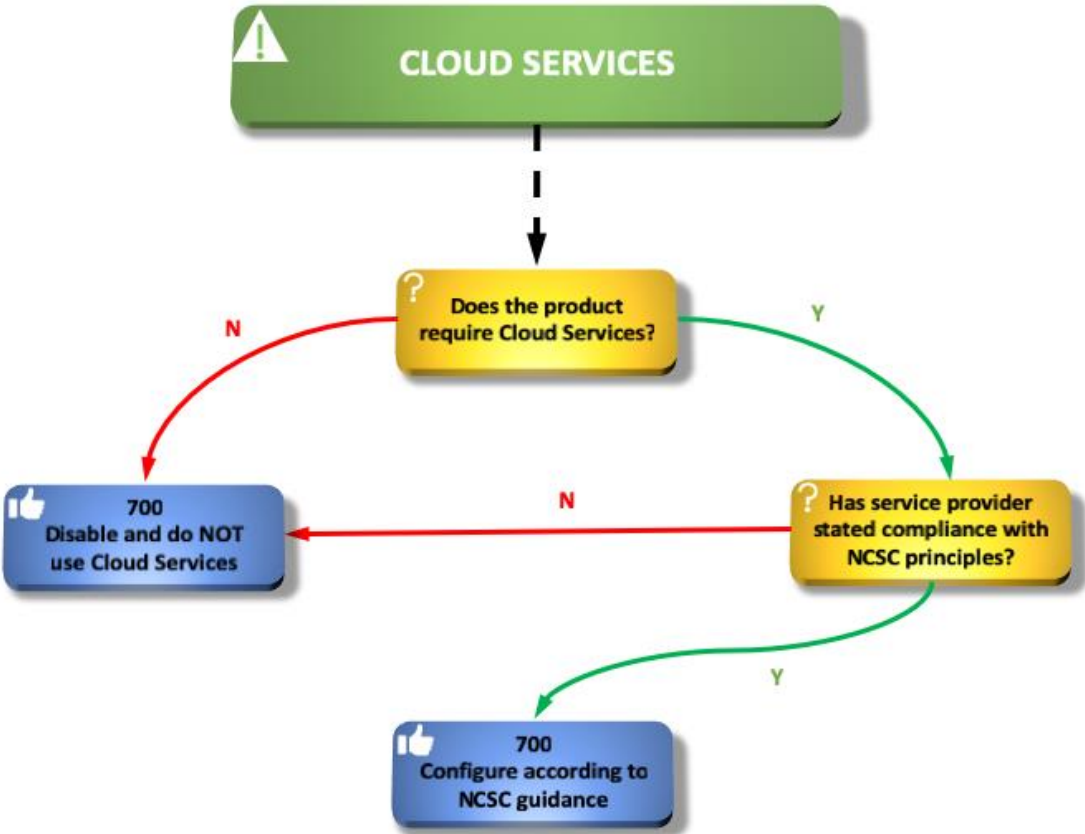 CLOUD SERVICES
?
Does the product
require Cloud Services?
N
Y
700
Disable and do NOT
use Cloud Services
N
?
Has service provider
stated compliance with
NCSC principles?
Y
700
Configure according to
NCSC guidance